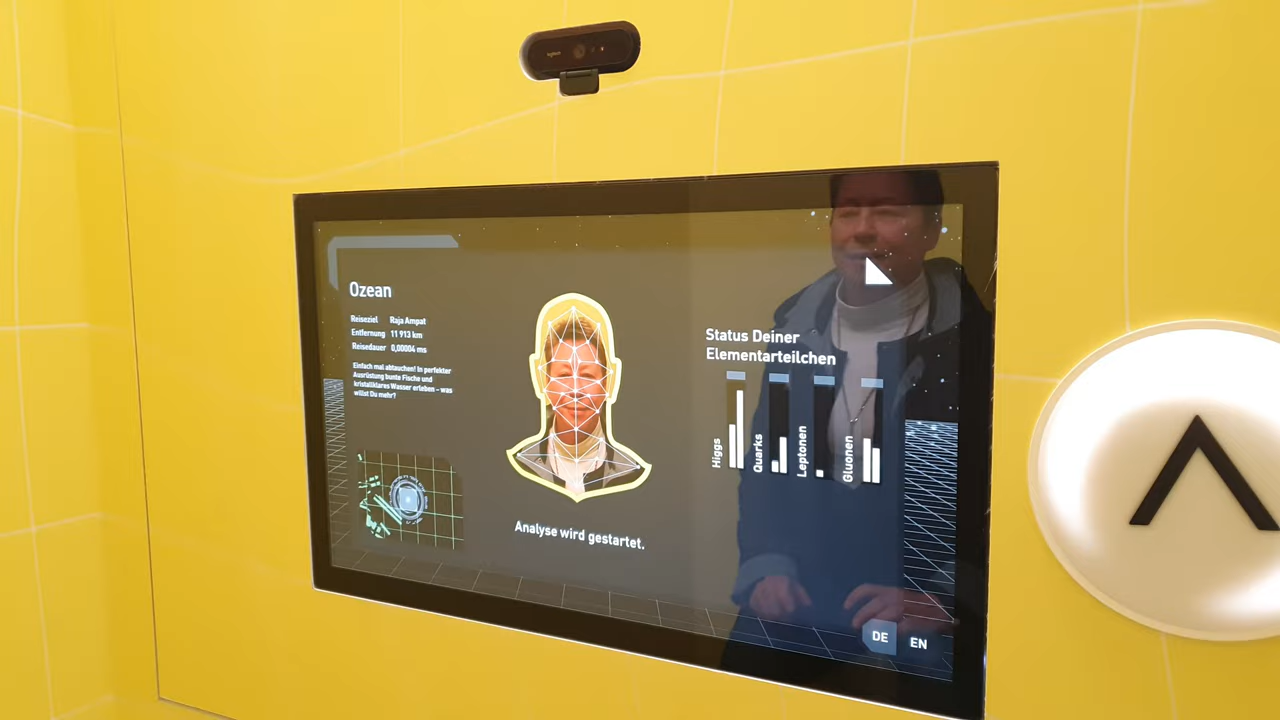 logitech
Ozean
Reiseziel Raja Ampat
Entfernung 11 913 km
Reisedauer 0,00004 ms
Einfach mal abtauchen! In perfekter
Ausrüstung bunte Fische und
kristallklares Wasser erleben – was
willst Du mehr?
Analyse wird gestartet.
Status Deiner
Elementarteilchen
Higgs
Quarks
Leptonen
Gluonen
DE EN